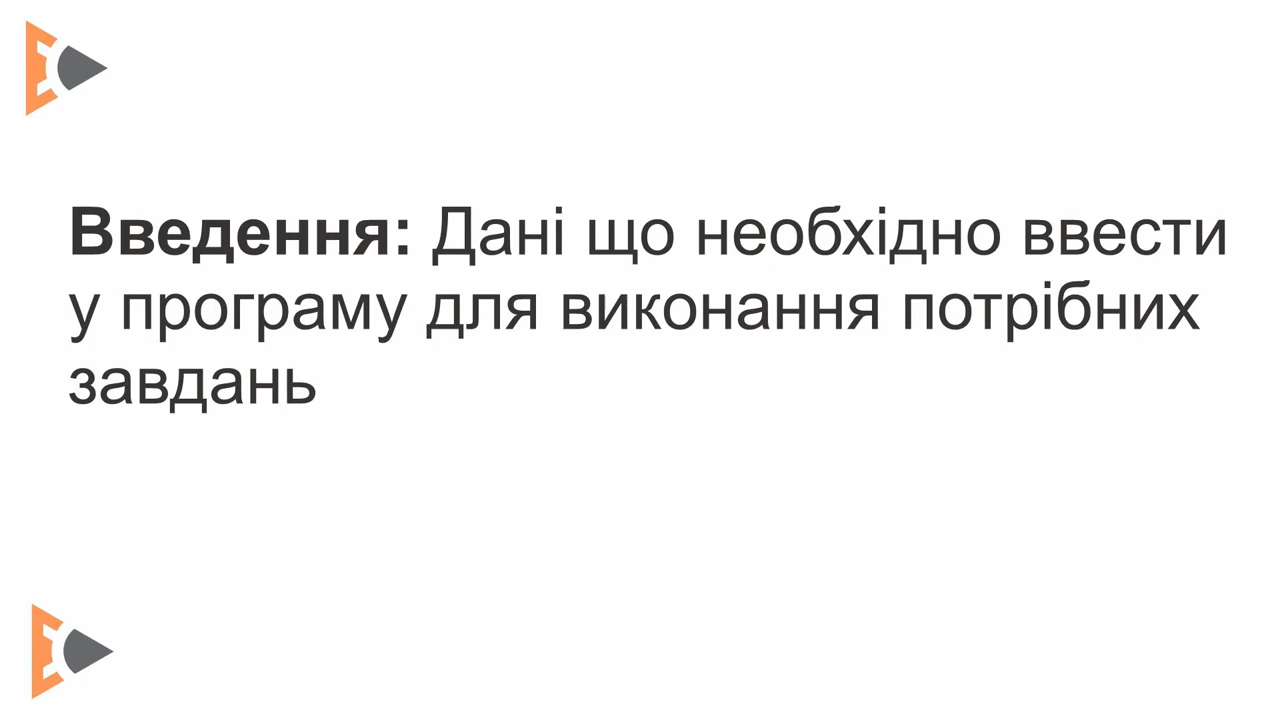 Введення: Дані що необхідно ввести
у програму для виконання потрібних
завдань